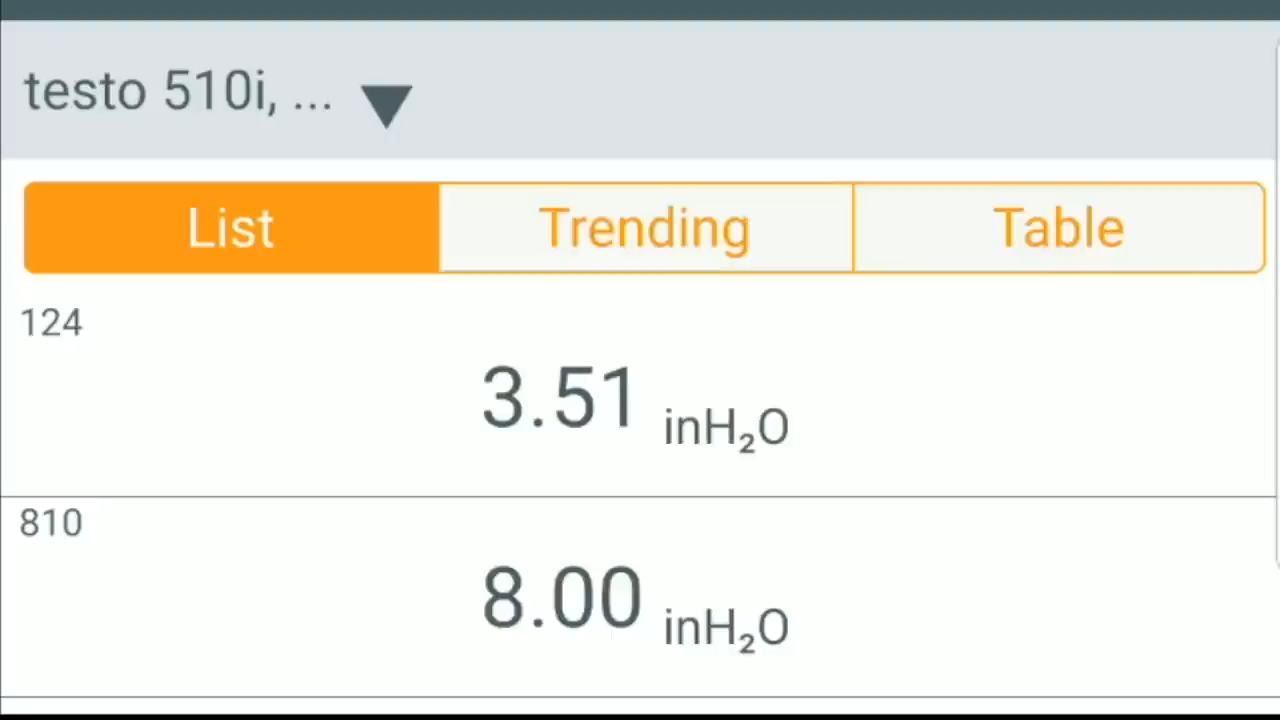 testo 510i, ...
List Trending Table
124
3.51 inH₂O
810
8.00 inH₂O